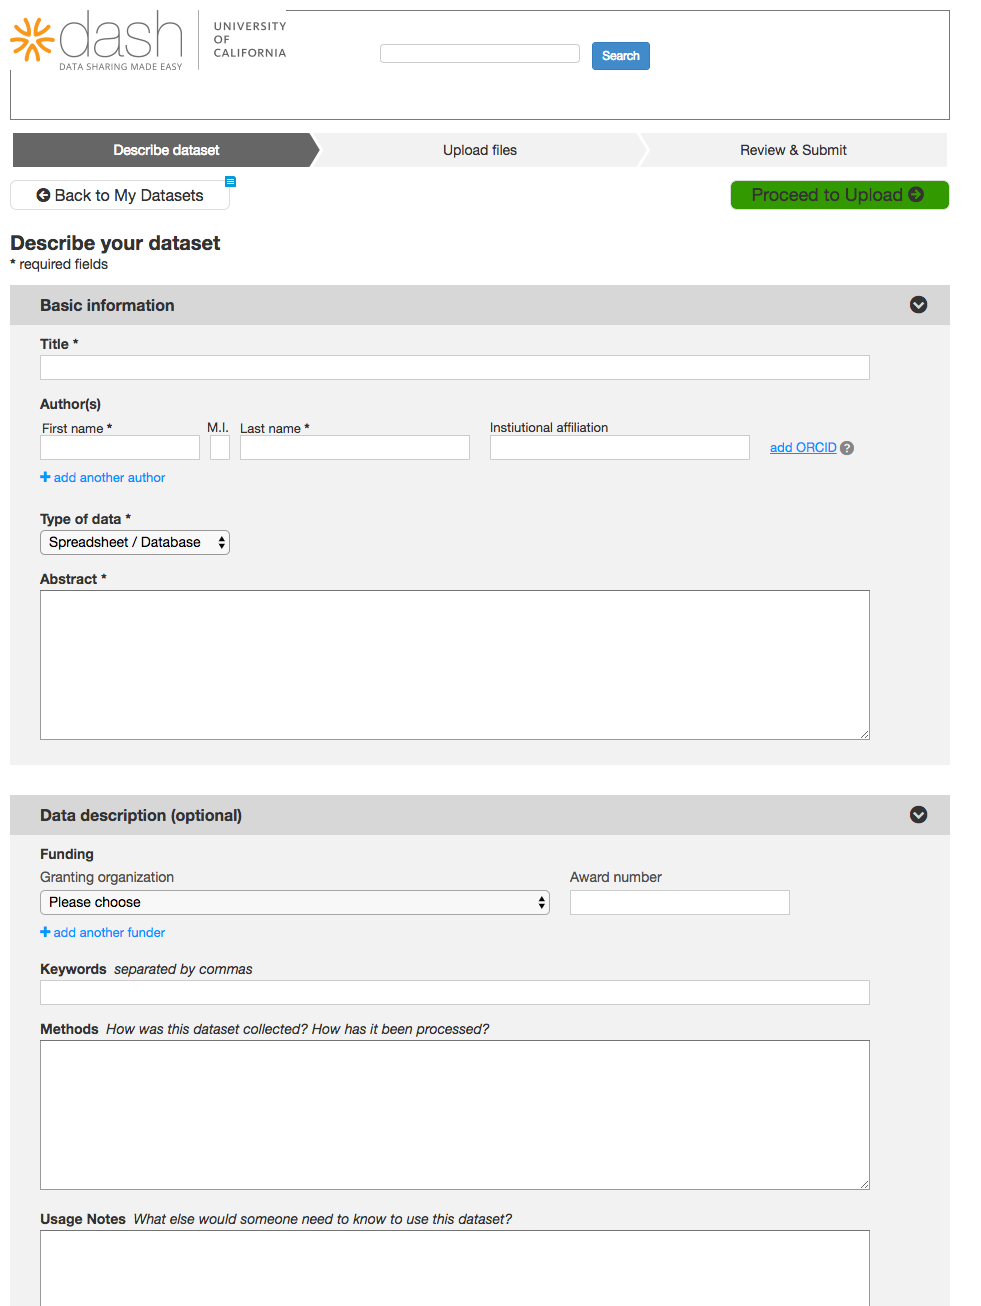 dash
DATA SHARING MADE EASY
UNIVERSITY
OF
CALIFORNIA
Search
Describe dataset
Upload files
Review & Submit
Back to My Datasets
Proceed to Upload
Describe your dataset
* required fields
Basic information
Title *
Author(s)
First name * M.I. Last name * Instiutional affiliation
add ORCID ?
+ add another author
Type of data *
Spreadsheet / Database
Abstract *
Data description (optional)
Funding
Granting organization Award number
Please choose
+ add another funder
Keywords separated by commas
Methods How was this dataset collected? How has it been processed?
Usage Notes What else would someone need to know to use this dataset?